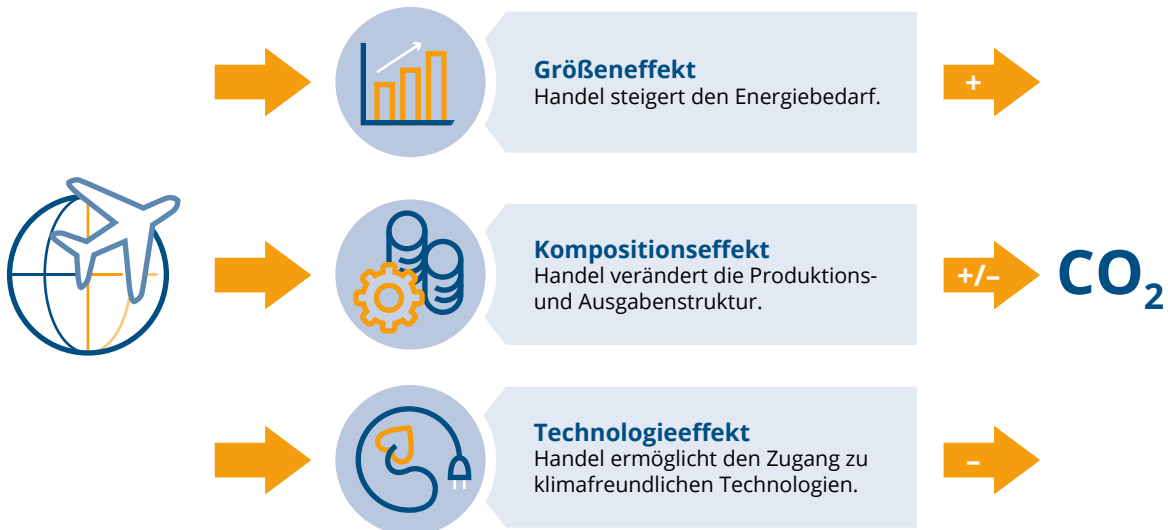 Größeneffekt
Handel steigert den Energiebedarf.
+
Kompositionseffekt
Handel verändert die Produktions-
und Ausgabenstruktur.
+/–
CO₂
Technologieeffekt
Handel ermöglicht den Zugang zu
klimafreundlichen Technologien.
–